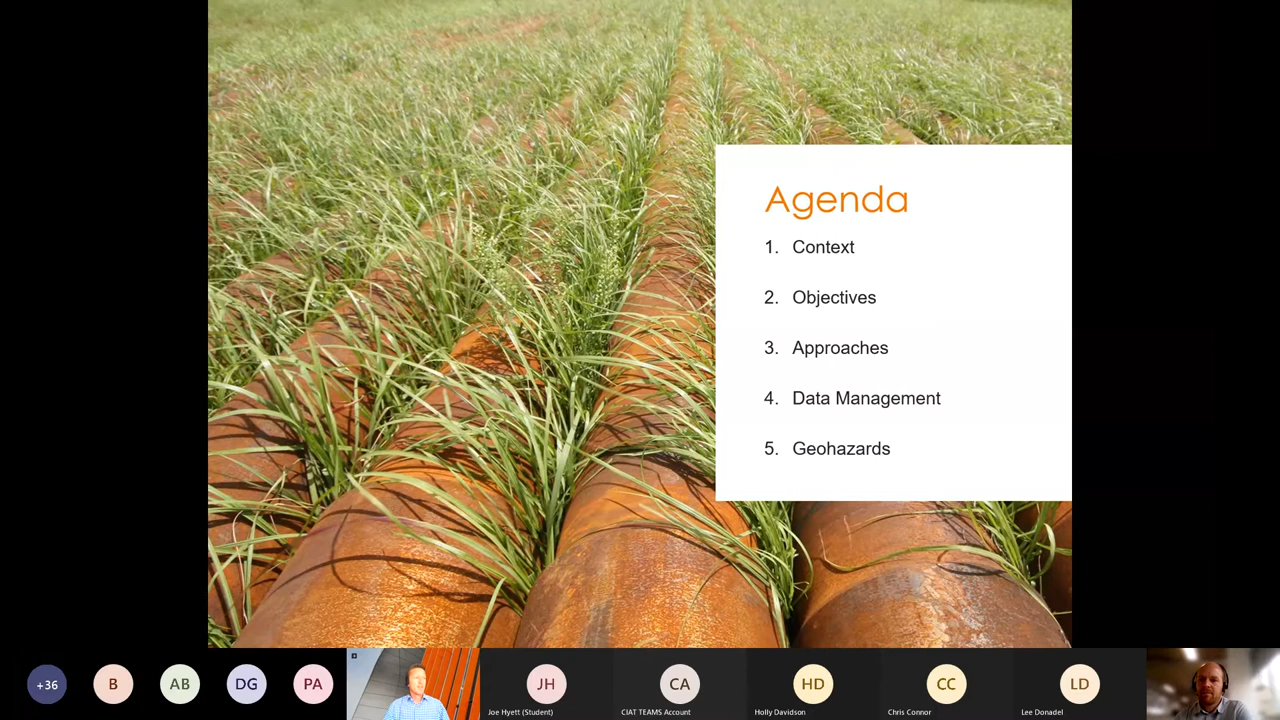 Agenda
1. Context
2. Objectives
3. Approaches
4. Data Management
5. Geohazards
+36
B
AB
DG
PA
JH
CA
HD
CC
LD
Joe Hyett (Student)
CIAT TEAMS Account
Holly Davidson
Chris Connor
Lee Donadel